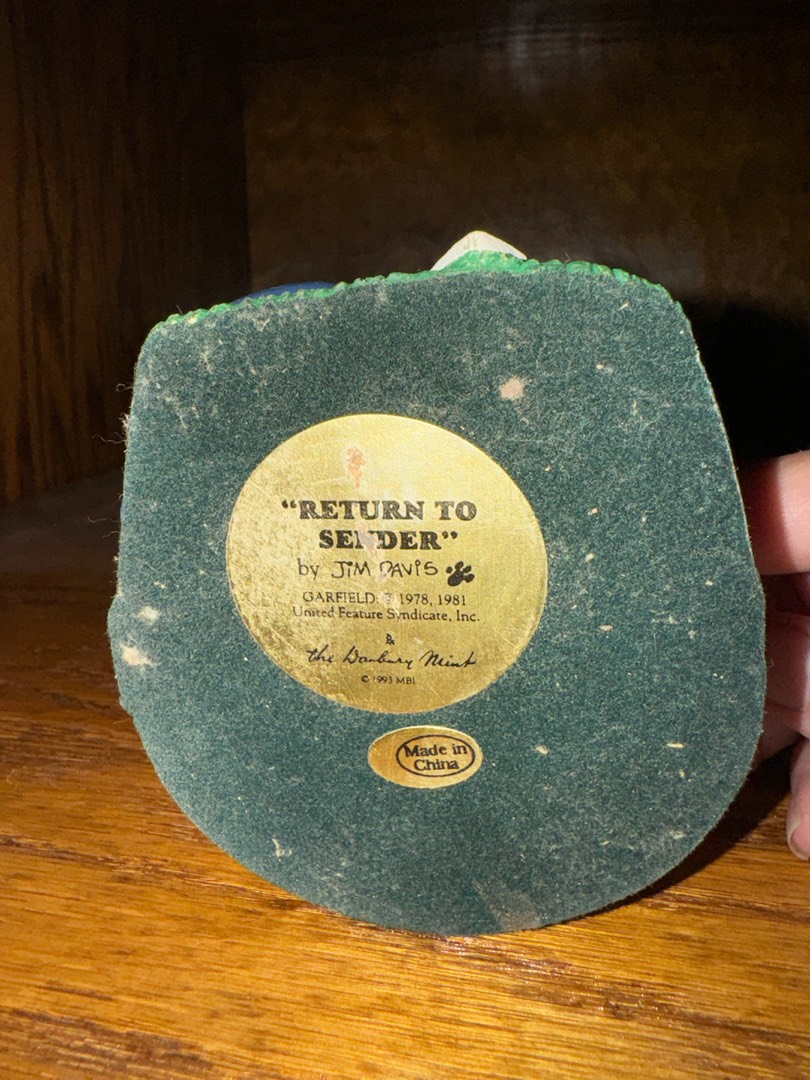 "RETURN TO
SENDER"
by JIM DAVIS
GARFIELD: © 1978, 1981
United Feature Syndicate, Inc.
&
the Danbury Mint
© 1993 MBI
Made in
China